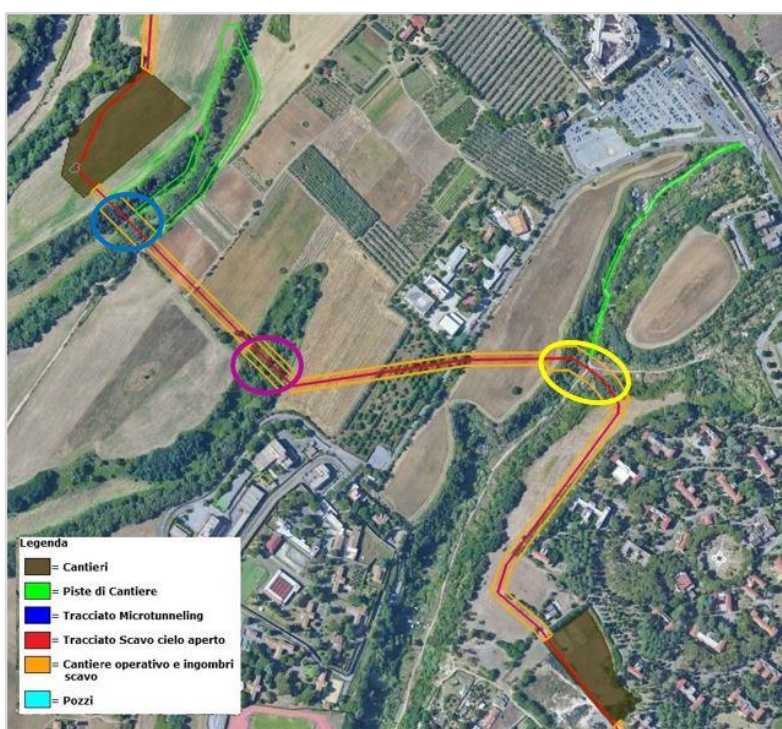 Legenda
= Cantieri
= Piste di Cantiere
= Tracciato Microtunneling
= Tracciato Scavo cielo aperto
= Cantiere operativo e ingombri
scavo
= Pozzi